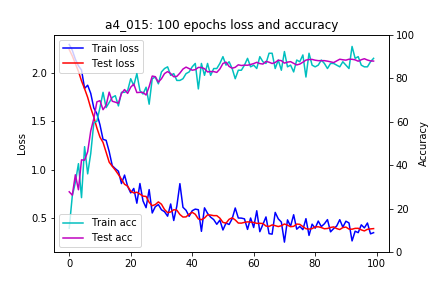 a4_015: 100 epochs loss and accuracy
Train loss
Test loss
Train acc
Test acc
Loss
2.0
1.5
1.0
0.5
Accuracy
100
80
60
40
20
0
0
20
40
60
80
100